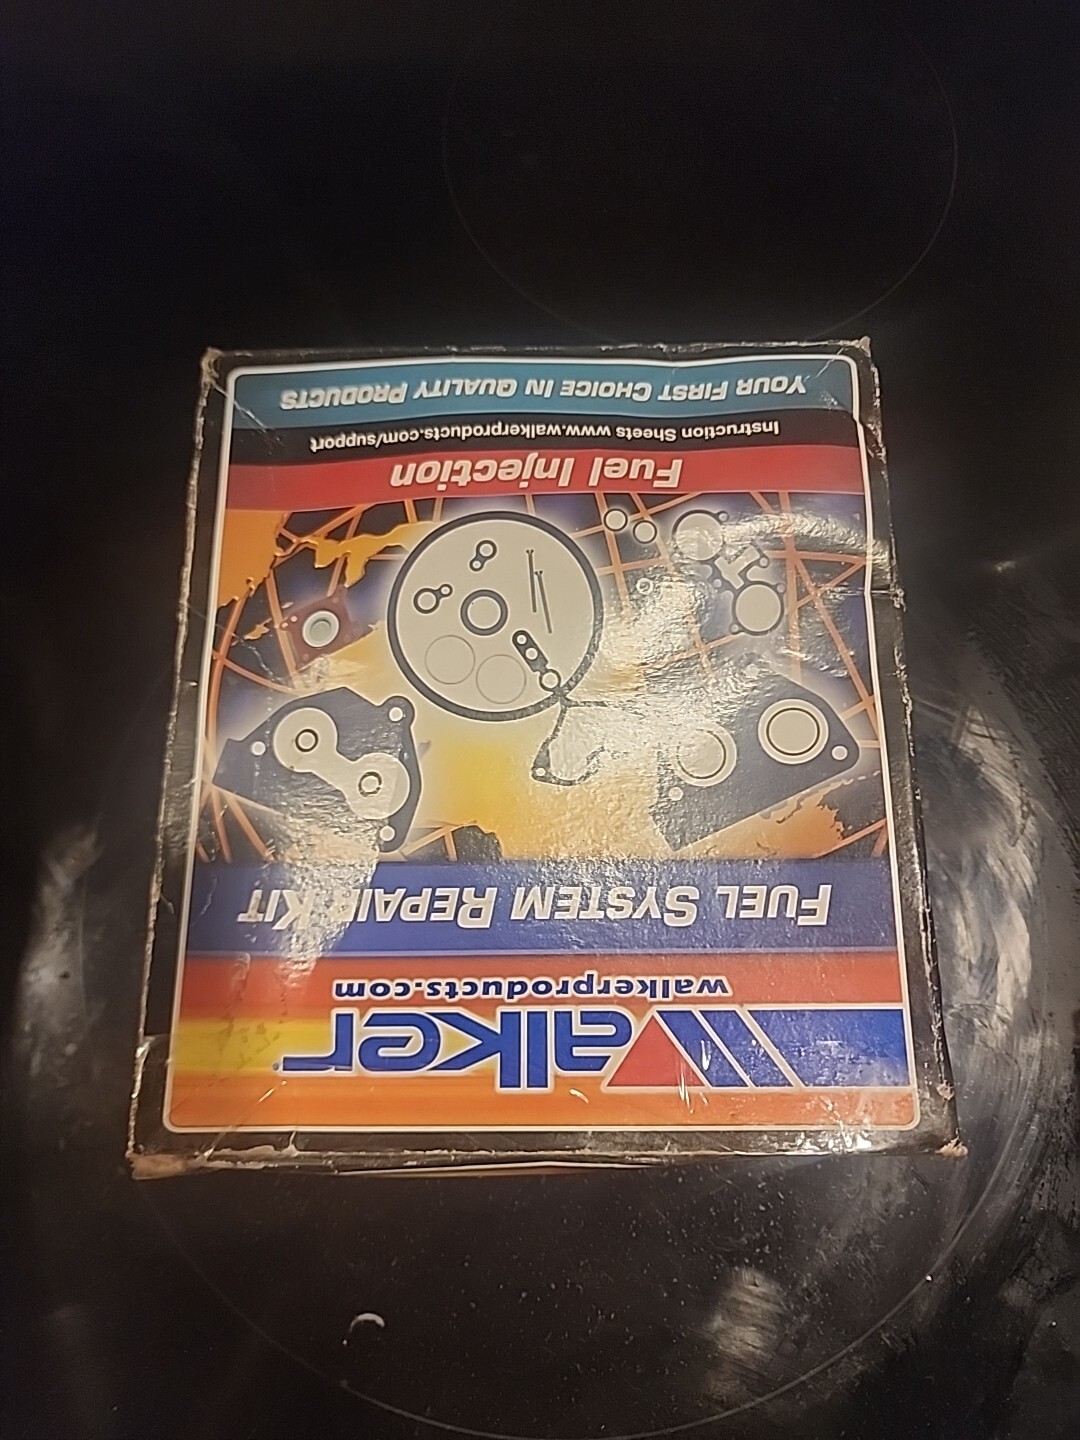 Walker
walkerproducts.com
FUEL SYSTEM REPAIR KIT
Fuel Injection
Instruction Sheets www.walkerproducts.com/support
YOUR FIRST CHOICE IN QUALITY PRODUCTS